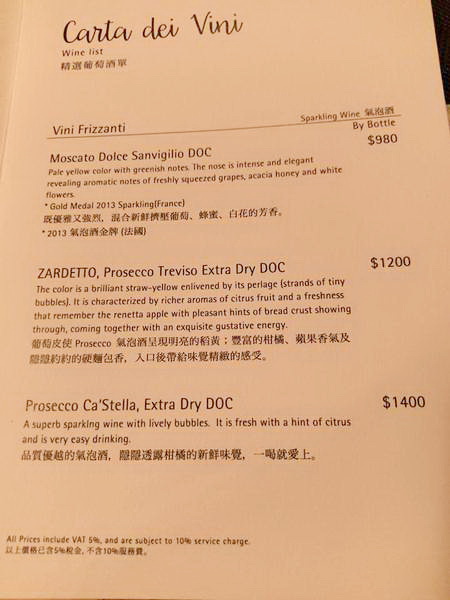 Carta dei Vini
Wine list
精選葡萄酒單
Vini Frizzanti
Sparkling Wine 氣泡酒
By Bottle
Moscato Dolce Sanvigilio DOC $980
Pale yellow color with greenish notes. The nose is intense and elegant
revealing aromatic notes of freshly squeezed grapes, acacia honey and white
flowers.
* Gold Medal 2013 Sparkling(France)
既優雅又強烈，混合新鮮擠壓葡萄、蜂蜜、白花的芳香。
* 2013 氣泡酒金牌 (法國)
ZARDETTO, Prosecco Treviso Extra Dry DOC $1200
The color is a brilliant straw-yellow enlivened by its perlage (strands of tiny
bubbles). It is characterized by richer aromas of citrus fruit and a freshness
that remember the renetta apple with pleasant hints of bread crust showing
through, coming together with an exquisite gustative energy.
葡萄皮使 Prosecco 氣泡酒呈現明亮的稻黃；豐富的柑橘、蘋果香氣及
隱隱約約的硬麵包香，入口後帶給味覺精緻的感受。
Prosecco Ca'Stella, Extra Dry DOC $1400
A superb sparkling wine with lively bubbles. It is fresh with a hint of citrus
and is very easy drinking.
品質優越的氣泡酒，隱隱透露柑橘的新鮮味覺，一喝就愛上。
All Prices include VAT 5%, and are subject to 10% service charge.
以上價格已含5%稅金, 不含10%服務費。